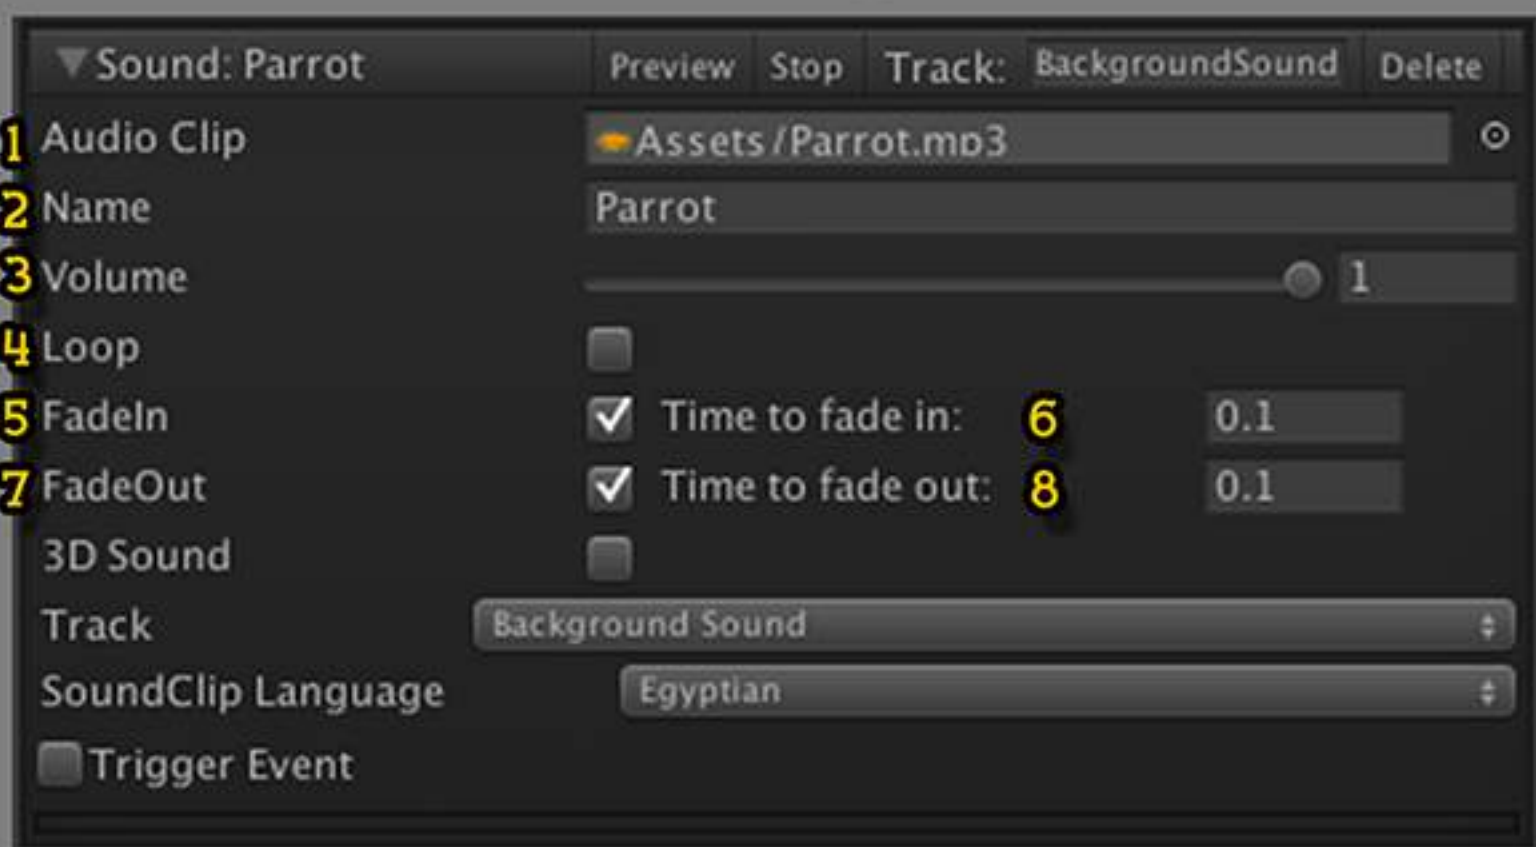 Sound: Parrot Preview Stop Track: BackgroundSound Delete
1 Audio Clip Assets/Parrot.mp3
2 Name Parrot
3 Volume 1
4 Loop
5 FadeIn Time to fade in: 6 0.1
7 FadeOut Time to fade out: 8 0.1
3D Sound
Track Background Sound
SoundClip Language Egyptian
Trigger Event